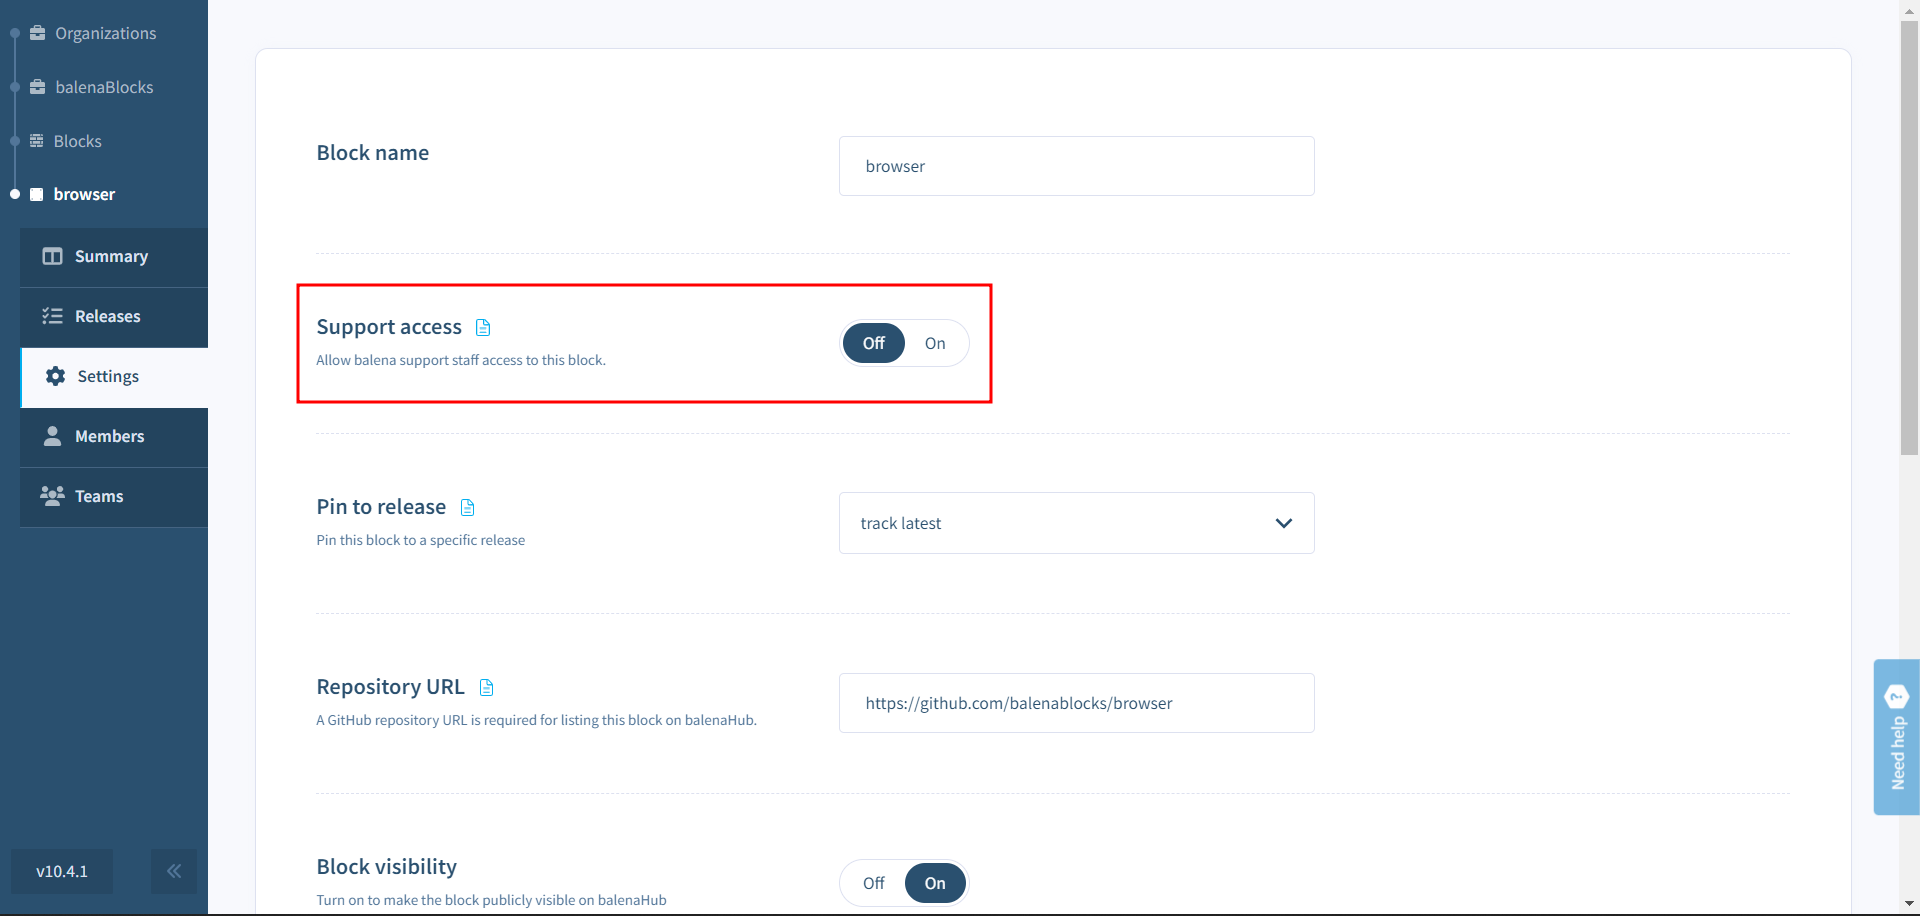 Organizations
balenaBlocks
Blocks
browser
Summary
Releases
Settings
Members
Teams
v10.4.1
Block name
browser
Support access
Allow balena support staff access to this block.
Off On
Pin to release
Pin this block to a specific release
track latest
Repository URL
A GitHub repository URL is required for listing this block on balenaHub.
https://github.com/balenablocks/browser
Block visibility
Turn on to make the block publicly visible on balenaHub
Off On
Need help ?